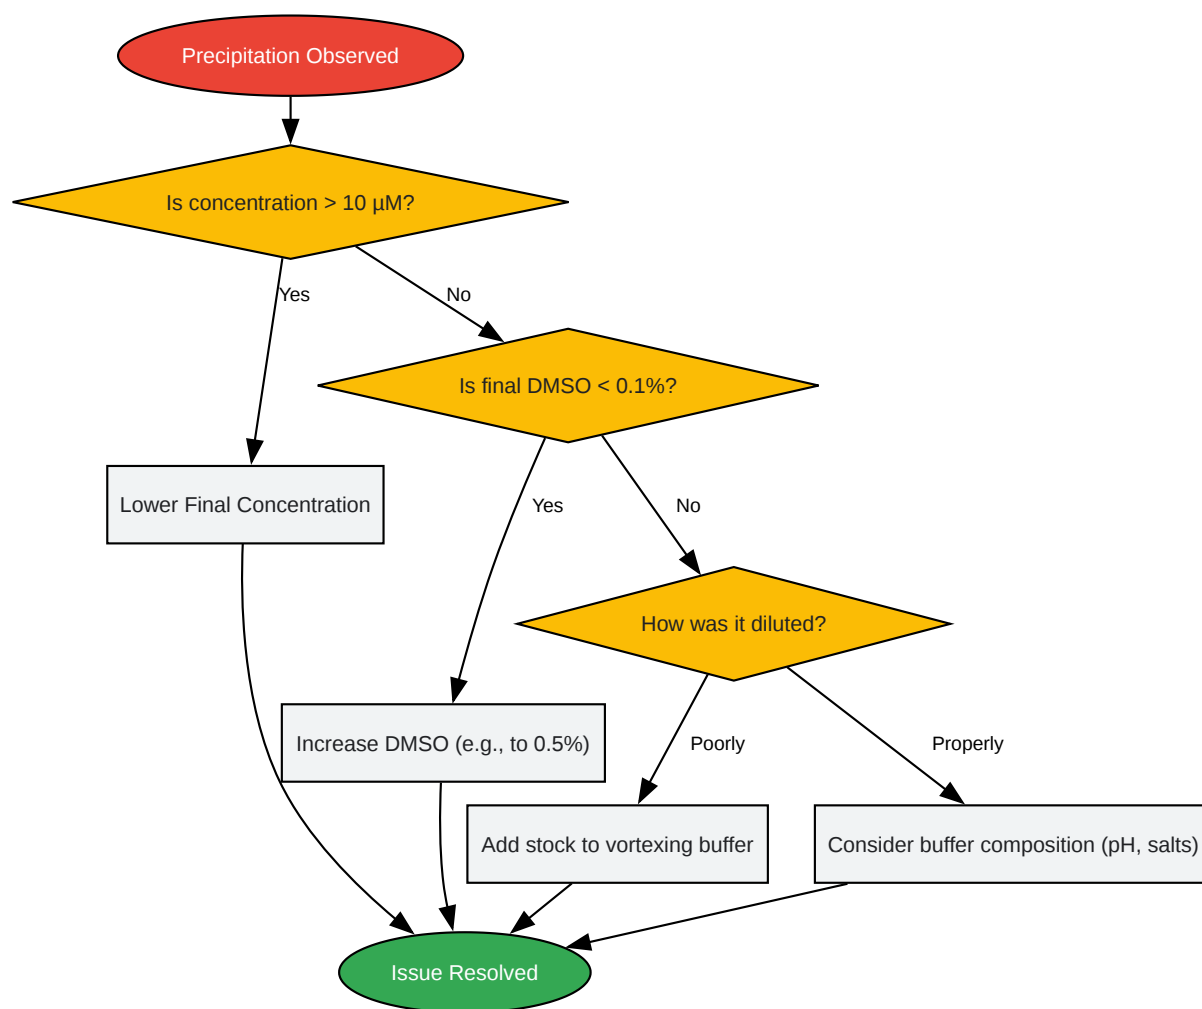 Precipitation Observed
Is concentration > 10 µM?
Yes
No
Is final DMSO < 0.1%?
Lower Final Concentration
Yes
No
How was it diluted?
Increase DMSO (e.g., to 0.5%)
Poorly
Properly
Add stock to vortexing buffer
Consider buffer composition (pH, salts)
Issue Resolved